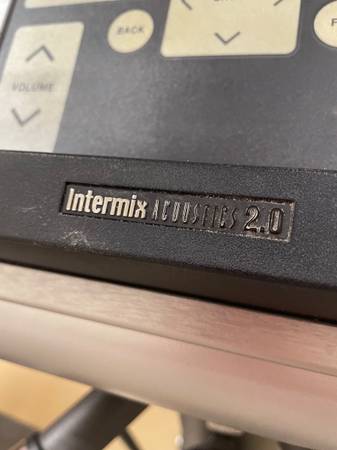 BACK
VOLUME
Intermix ACOUSTICS 2.0